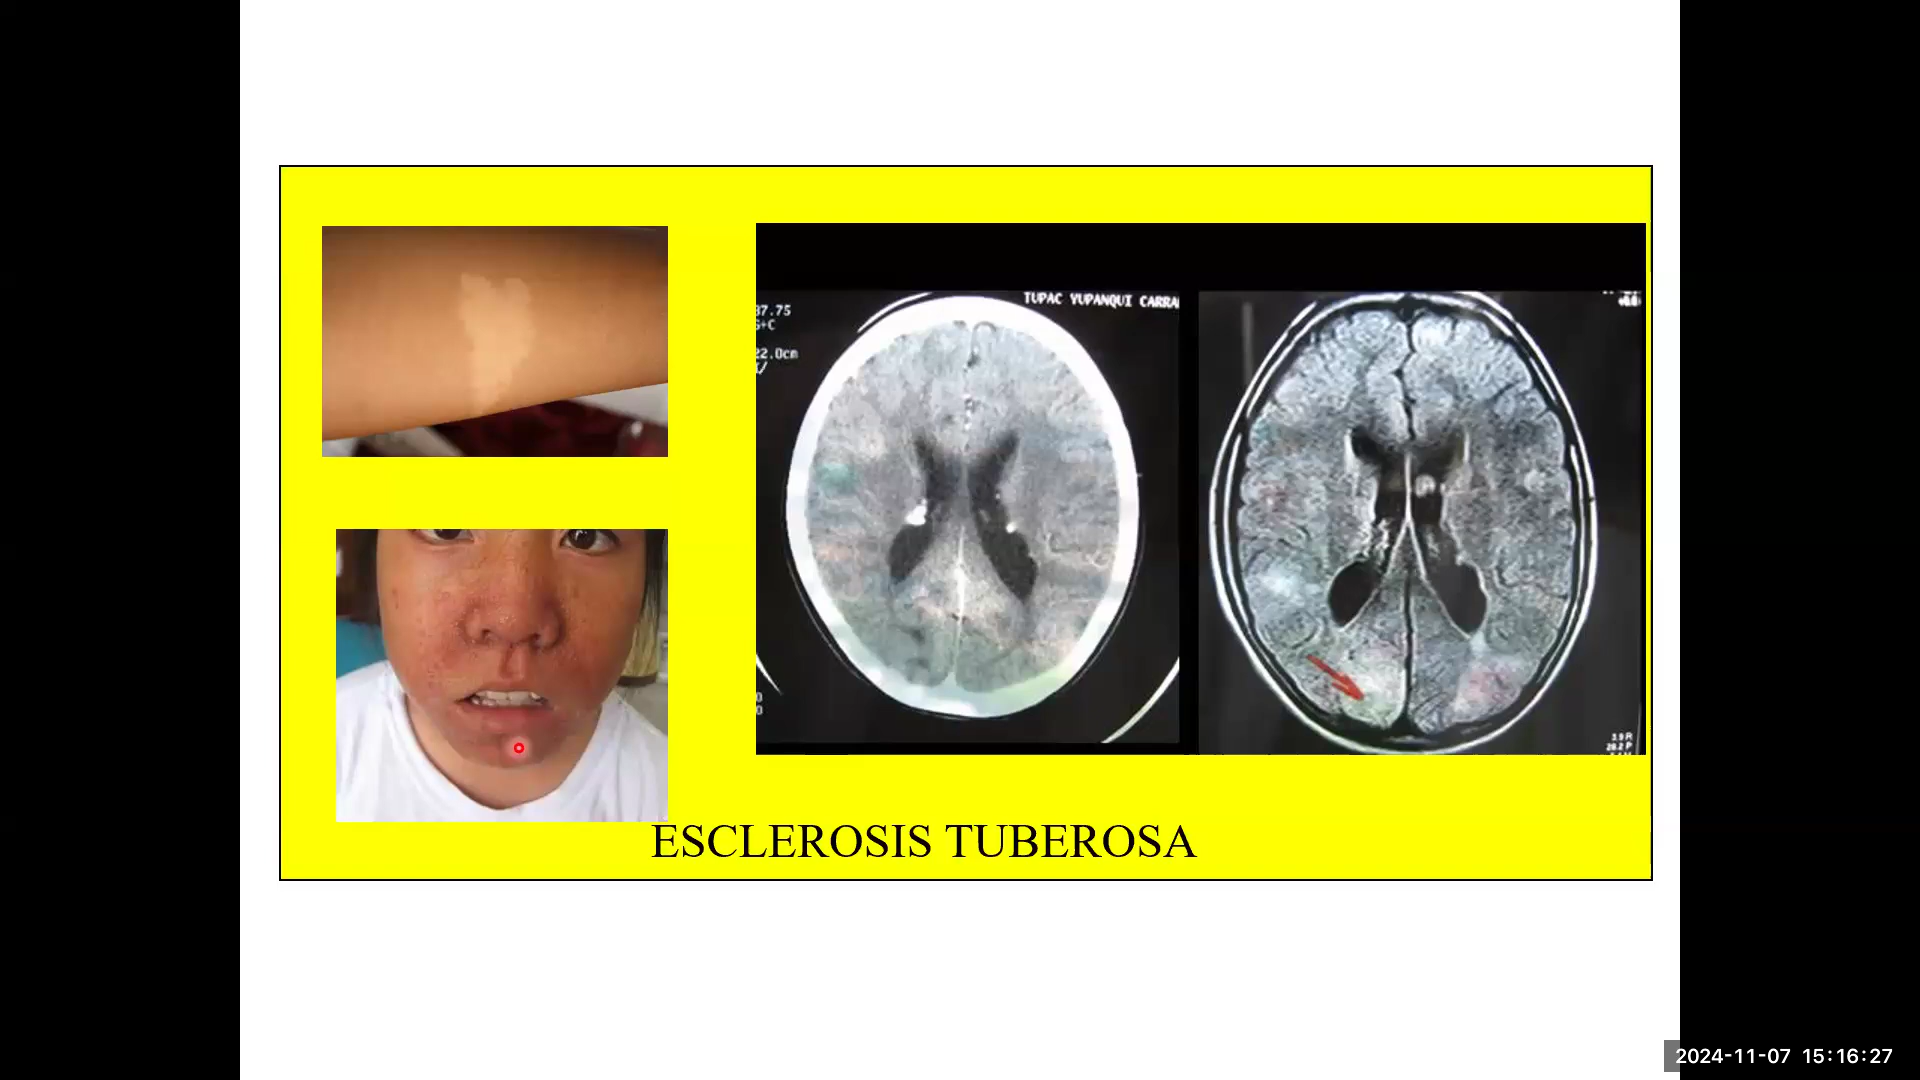 37.75
S+C
22.0cm
TUPAC YUPANQUI CARRA
ESCLEROSIS TUBEROSA
2024-11-07 15:16:27